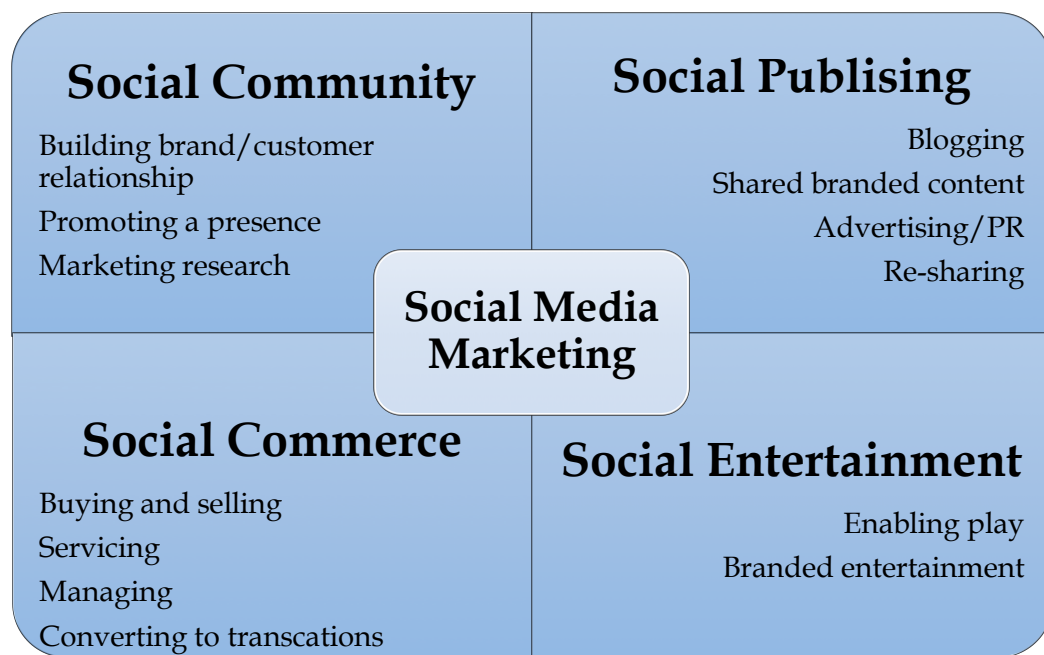 Social Community
Building brand/customer
relationship
Promoting a presence
Marketing research
Social Publising
Blogging
Shared branded content
Advertising/PR
Re-sharing
Social Media
Marketing
Social Commerce
Buying and selling
Servicing
Managing
Converting to transcations
Social Entertainment
Enabling play
Branded entertainment